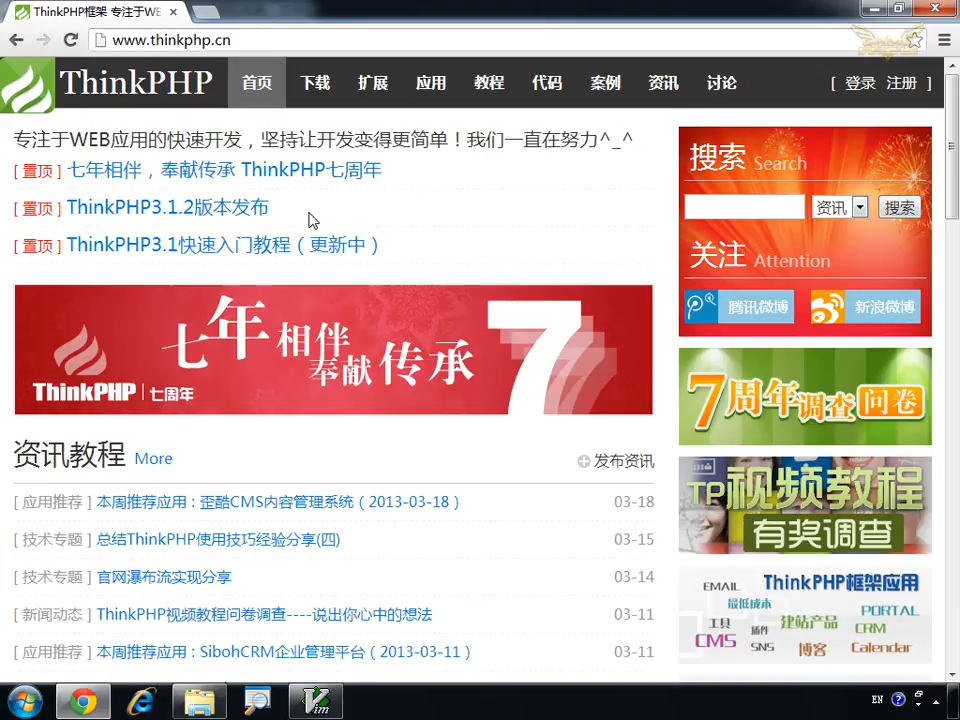 ThinkPHP框架 专注于WE
www.thinkphp.cn
ThinkPHP 首页 下载 扩展 应用 教程 代码 案例 资讯 讨论 [ 登录 注册 ]
专注于WEB应用的快速开发，坚持让开发变得更简单！我们一直在努力^_^
[ 置顶 ] 七年相伴，奉献传承 ThinkPHP七周年
[ 置顶 ] ThinkPHP3.1.2版本发布
[ 置顶 ] ThinkPHP3.1快速入门教程（更新中）
七年相伴
奉献传承
7
ThinkPHP 七周年
资讯教程 More
发布资讯
[ 应用推荐 ] 本周推荐应用：歪酷CMS内容管理系统（2013-03-18） 03-18
[ 技术专题 ] 总结ThinkPHP使用技巧经验分享(四) 03-15
[ 技术专题 ] 官网瀑布流实现分享 03-14
[ 新闻动态 ] ThinkPHP视频教程问卷调查----说出你心中的想法 03-11
[ 应用推荐 ] 本周推荐应用：SibohCRM企业管理平台（2013-03-11） 03-11
搜索 Search
资讯 搜索
关注 Attention
腾讯微博 新浪微博
7周年调查问卷
TP视频教程
有奖调查
EMAIL ThinkPHP框架应用
最低成本 PORTAL
工具 插件 建站产品 CRM
CMS SNS 博客 Calendar
Vim
EN